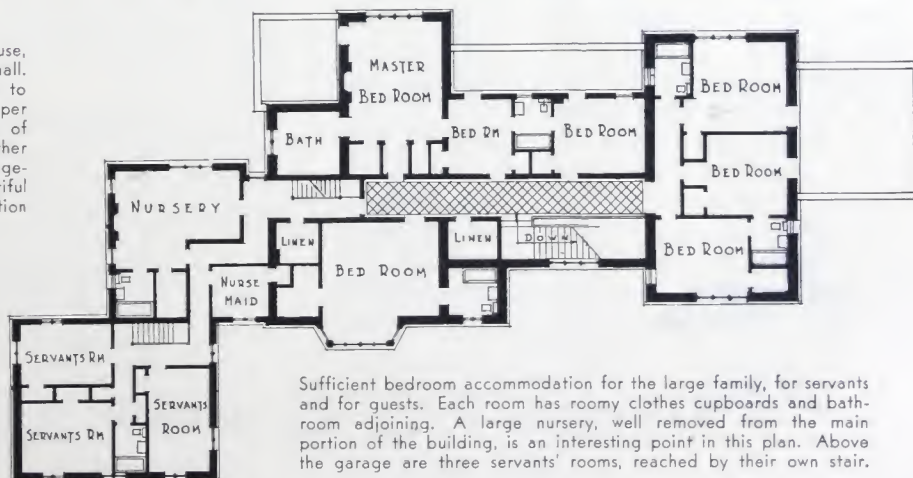 use,
all.
to
per
of
ther
ge-
tiful
tion
MASTER
BED ROOM
BATH
BED RM
BED ROOM
BED ROOM
BED ROOM
BED ROOM
NURSERY
LINEN
BED ROOM
LINEN
DOWN
NURSE
MAID
SERVANTS RM
SERVANTS RM
SERVANTS
ROOM
Sufficient bedroom accommodation for the large family, for servants
and for guests. Each room has roomy clothes cupboards and bath-
room adjoining. A large nursery, well removed from the main
portion of the building, is an interesting point in this plan. Above
the garage are three servants' rooms, reached by their own stair.